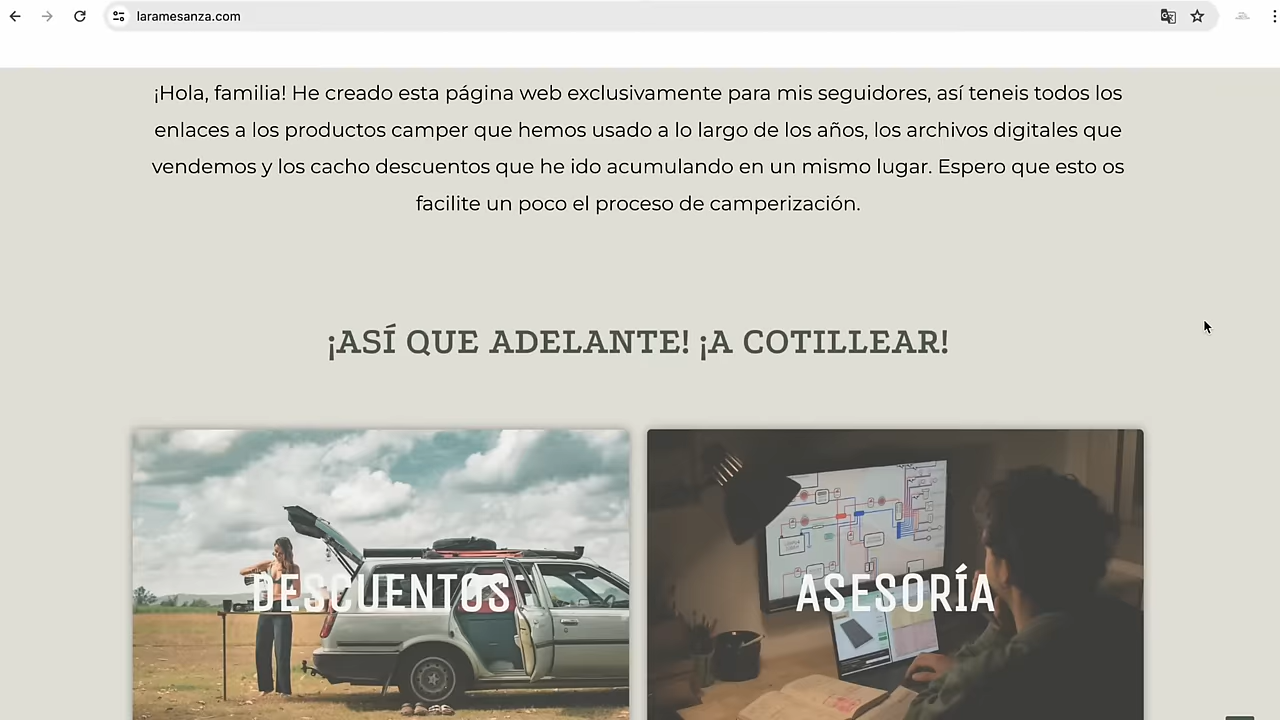 laramesanza.com
¡Hola, familia! He creado esta página web exclusivamente para mis seguidores, así teneis todos los
enlaces a los productos camper que hemos usado a lo largo de los años, los archivos digitales que
vendemos y los cacho descuentos que he ido acumulando en un mismo lugar. Espero que esto os
facilite un poco el proceso de camperización.
¡ASÍ QUE ADELANTE! ¡A COTILLEAR!
DESCUENTOS
ASESORÍA